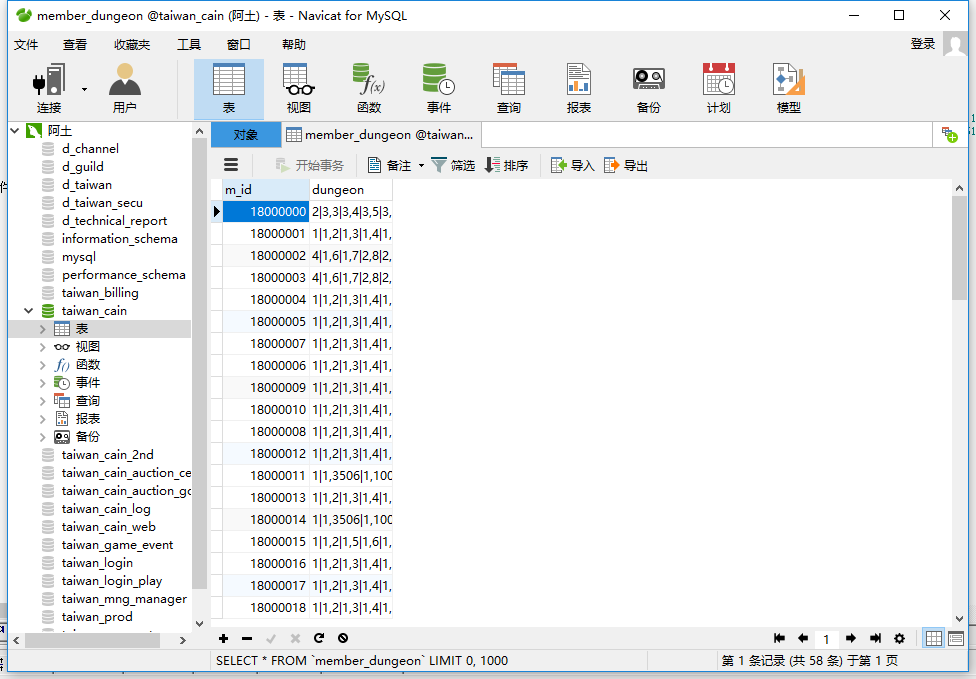 member_dungeon @taiwan_cain (阿土) - 表 - Navicat for MySQL
文件 查看 收藏夹 工具 窗口 帮助 登录
连接 用户 表 视图 函数 事件 查询 报表 备份 计划 模型
对象 member_dungeon @taiwan...
开始事务 备注 筛选 排序 导入 导出
阿土
d_channel
d_guild
d_taiwan
d_taiwan_secu
d_technical_report
information_schema
mysql
performance_schema
taiwan_billing
taiwan_cain
表
视图
函数
事件
查询
报表
备份
taiwan_cain_2nd
taiwan_cain_auction_ce
taiwan_cain_auction_go
taiwan_cain_log
taiwan_cain_web
taiwan_game_event
taiwan_login
taiwan_login_play
taiwan_mng_manager
taiwan_prod
m_id dungeon
18000000 2|3,3|3,4|3,5|3,
18000001 1|1,2|1,3|1,4|1,
18000002 4|1,6|1,7|2,8|2,
18000003 4|1,6|1,7|2,8|2,
18000004 1|1,2|1,3|1,4|1,
18000005 1|1,2|1,3|1,4|1,
18000007 1|1,2|1,3|1,4|1,
18000006 1|1,2|1,3|1,4|1,
18000009 1|1,2|1,3|1,4|1,
18000010 1|1,2|1,3|1,4|1,
18000008 1|1,2|1,3|1,4|1,
18000012 1|1,2|1,3|1,4|1,
18000011 1|1,3506|1,100
18000013 1|1,2|1,3|1,4|1,
18000014 1|1,3506|1,100
18000015 1|1,2|1,5|1,6|1,
18000016 1|1,2|1,3|1,4|1,
18000017 1|1,2|1,3|1,4|1,
18000018 1|1,2|1,3|1,4|1,
1
SELECT * FROM `member_dungeon` LIMIT 0, 1000
第 1 条记录 (共 58 条) 于第 1 页